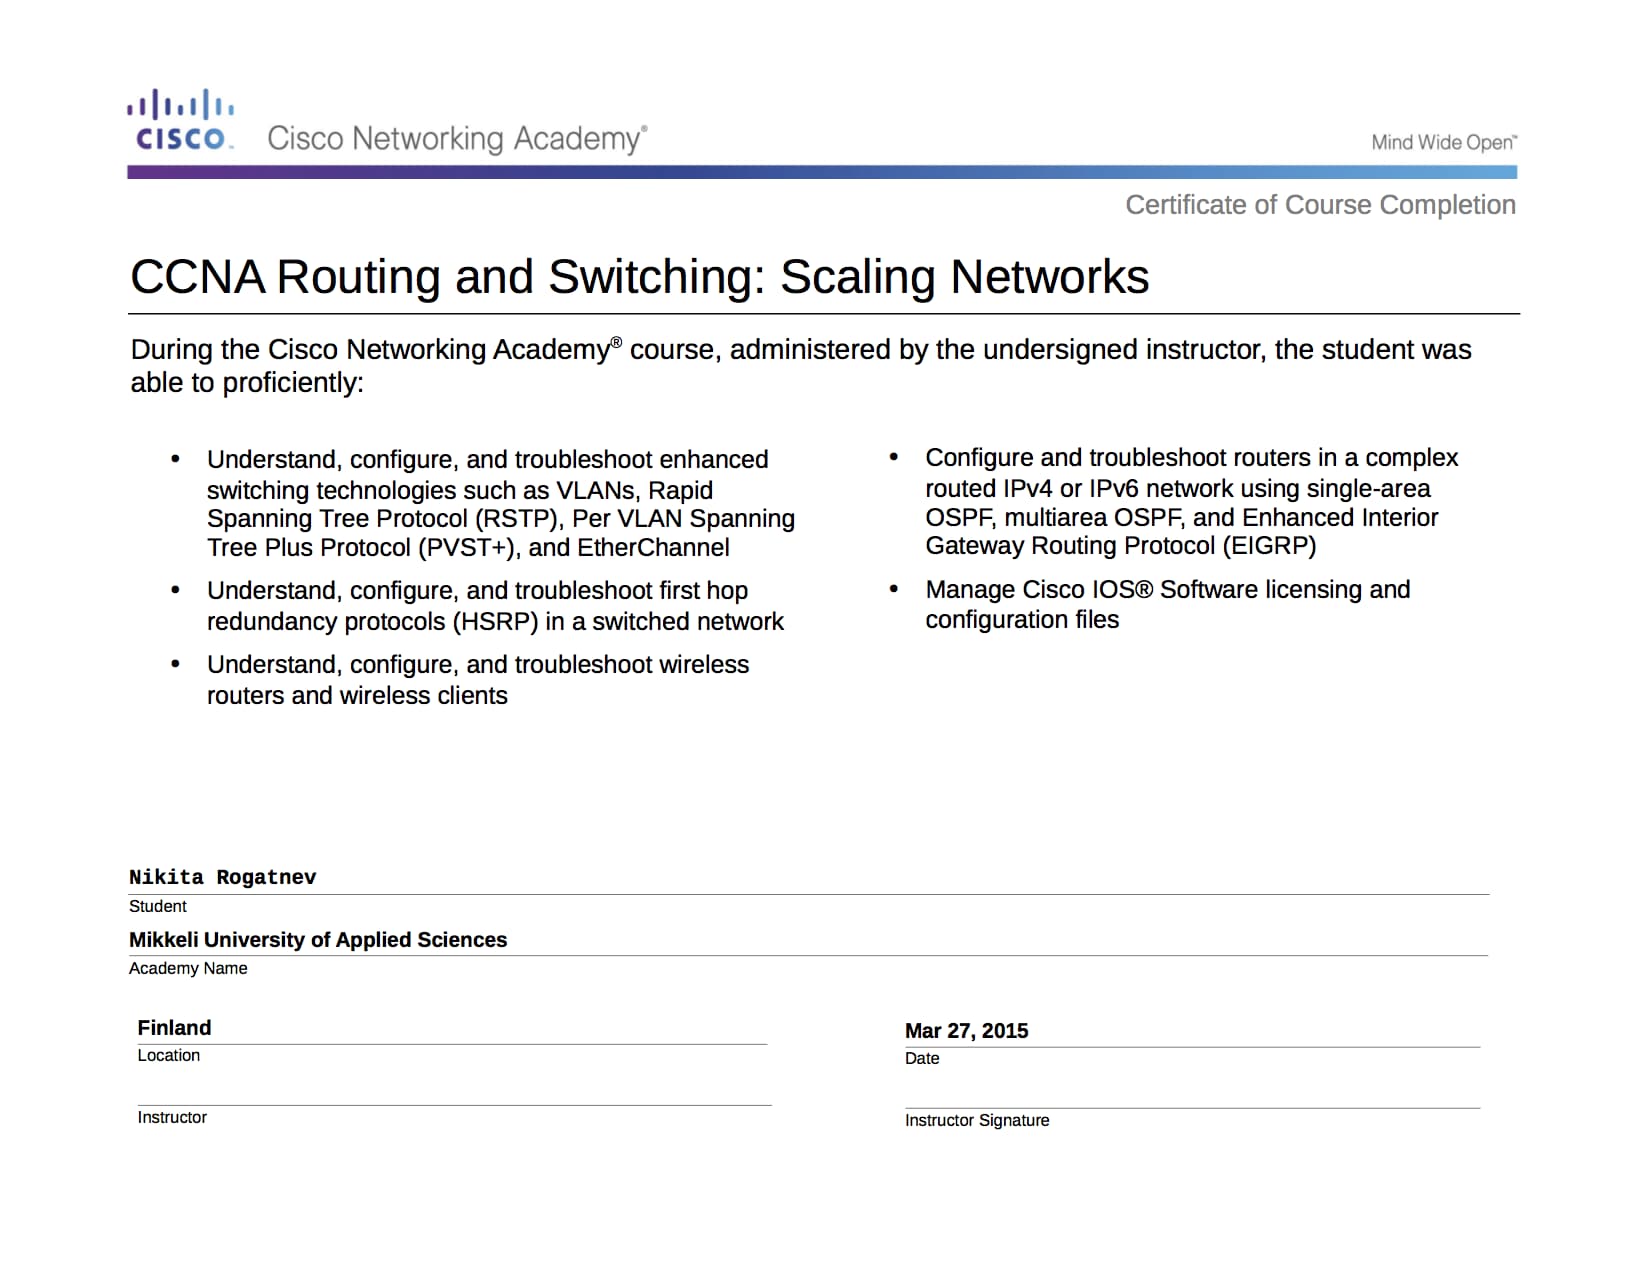 CISCO™ Cisco Networking Academy® Mind Wide Open™
Certificate of Course Completion
CCNA Routing and Switching: Scaling Networks
During the Cisco Networking Academy® course, administered by the undersigned instructor, the student was
able to proficiently:
• Understand, configure, and troubleshoot enhanced
switching technologies such as VLANs, Rapid
Spanning Tree Protocol (RSTP), Per VLAN Spanning
Tree Plus Protocol (PVST+), and EtherChannel
• Understand, configure, and troubleshoot first hop
redundancy protocols (HSRP) in a switched network
• Understand, configure, and troubleshoot wireless
routers and wireless clients
• Configure and troubleshoot routers in a complex
routed IPv4 or IPv6 network using single-area
OSPF, multiarea OSPF, and Enhanced Interior
Gateway Routing Protocol (EIGRP)
• Manage Cisco IOS® Software licensing and
configuration files
Nikita Rogatnev
Student
Mikkeli University of Applied Sciences
Academy Name
Finland
Location
Mar 27, 2015
Date
Instructor
Instructor Signature